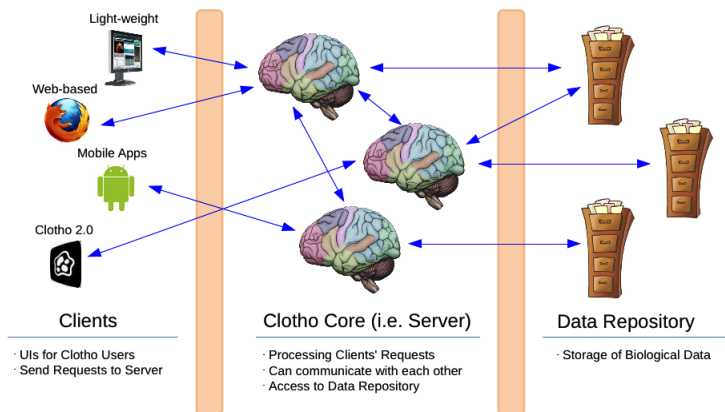 Light-weight
Web-based
Mobile Apps
Clotho 2.0
Clients
· UIs for Clotho Users
· Send Requests to Server
Clotho Core (i.e. Server)
· Processing Clients' Requests
· Can communicate with each other
· Access to Data Repository
Data Repository
· Storage of Biological Data